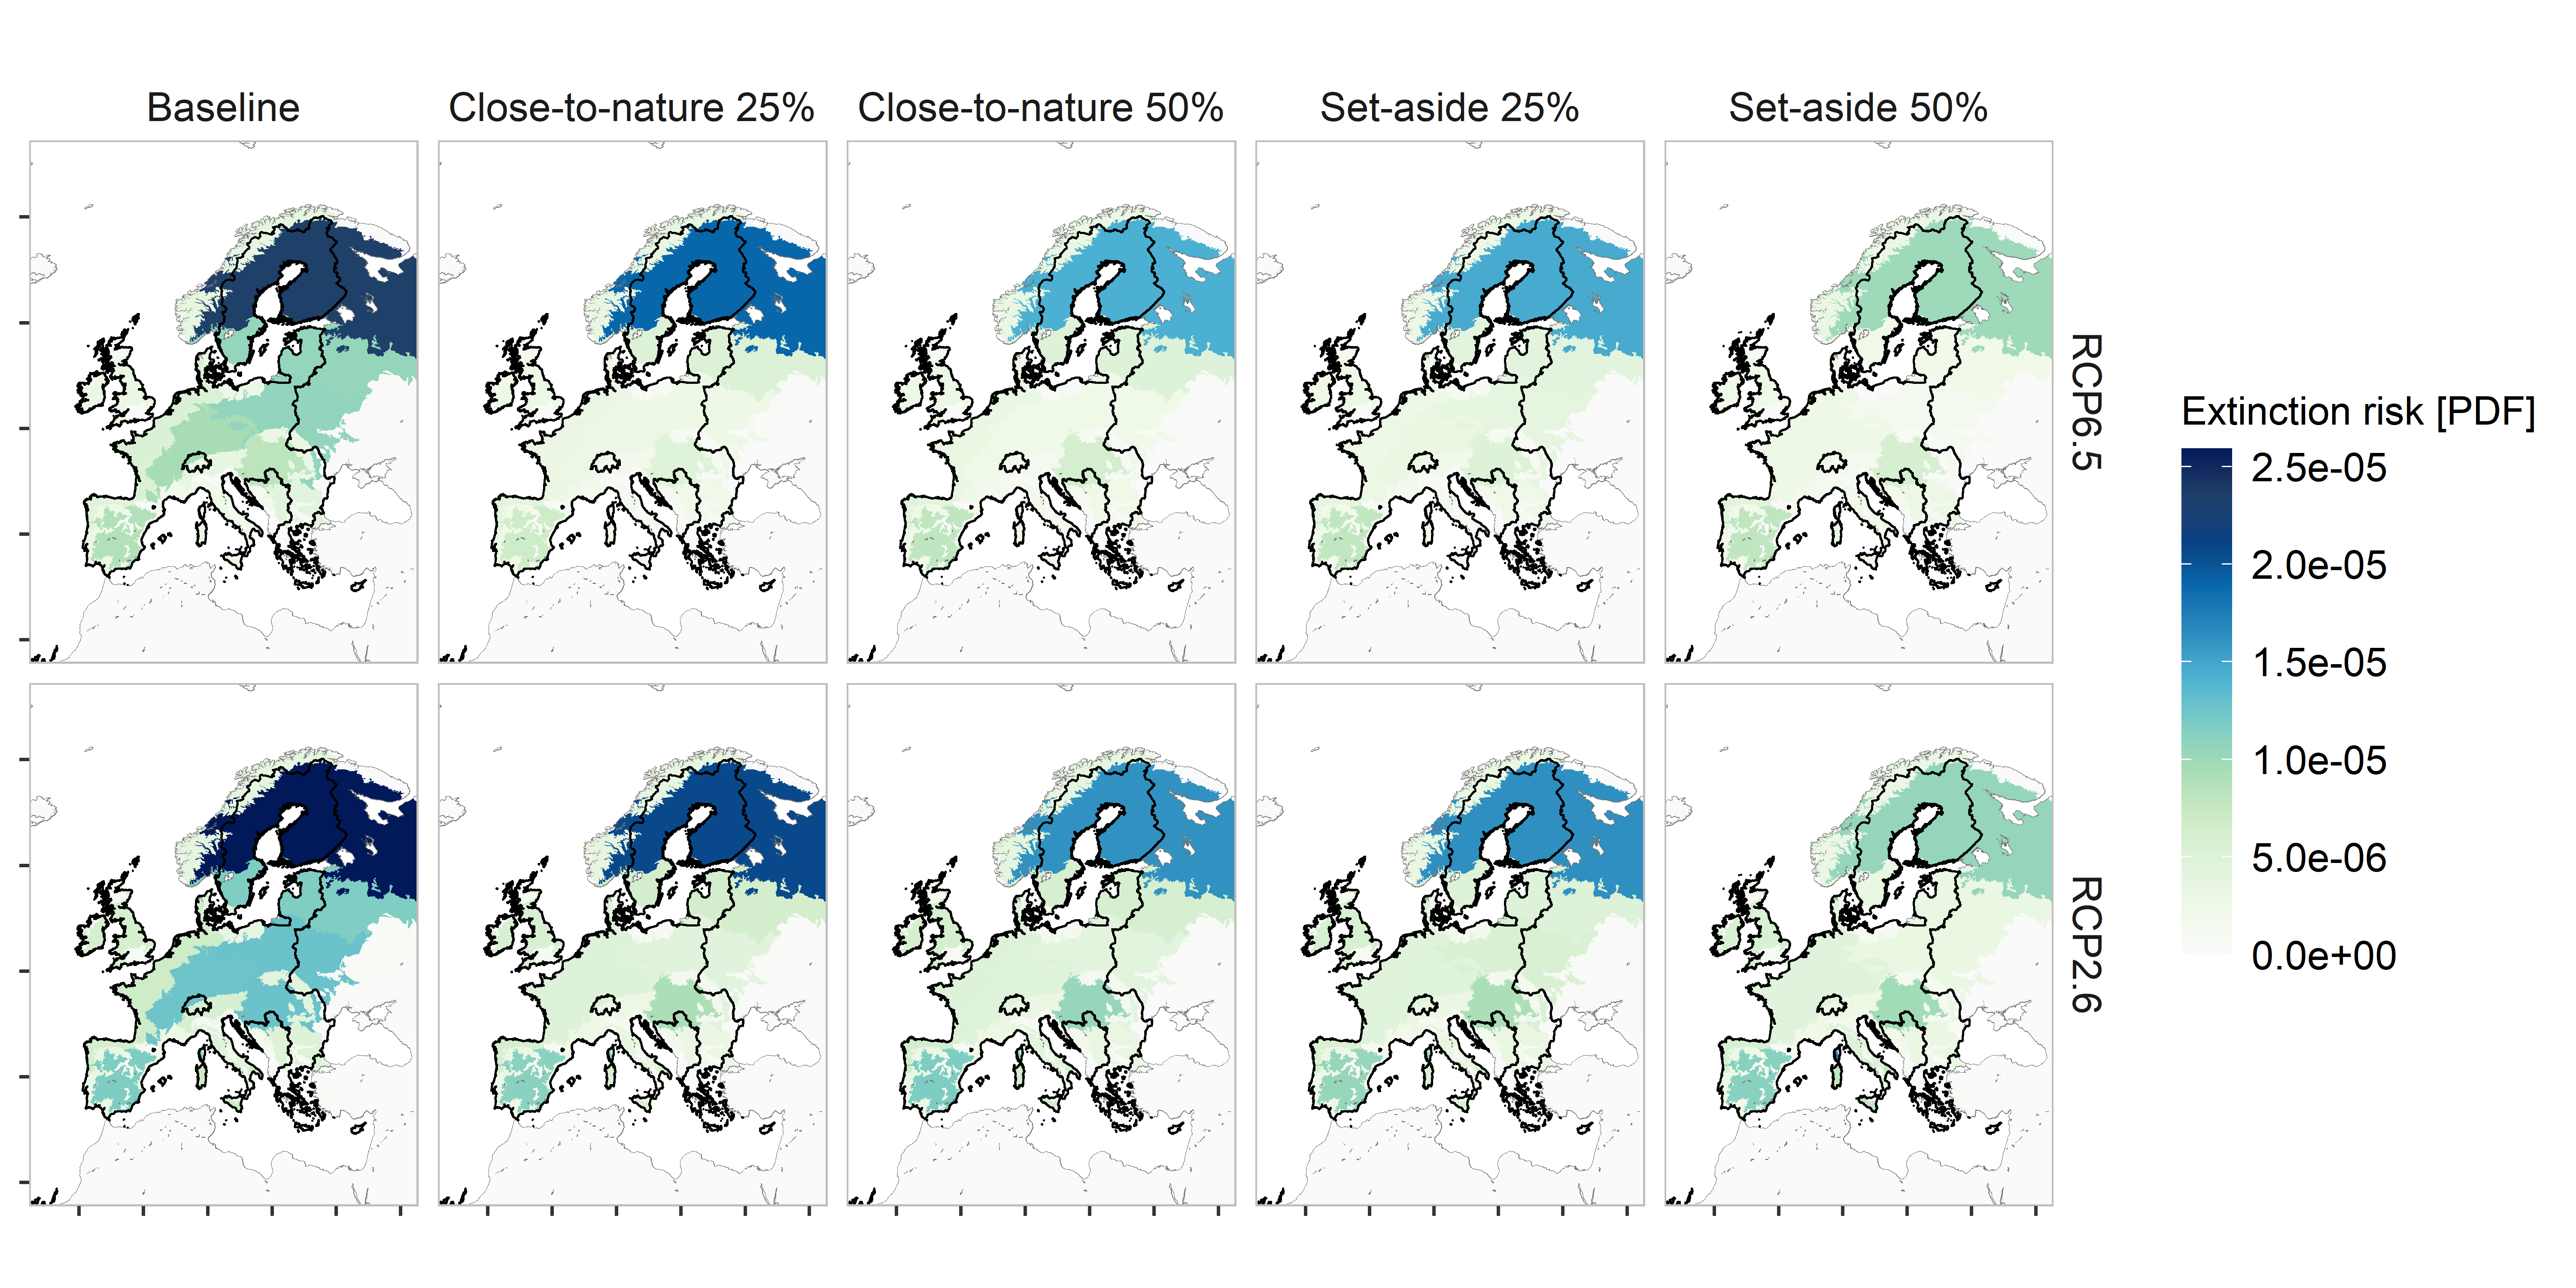 Baseline
Close-to-nature 25%
Close-to-nature 50%
Set-aside 25%
Set-aside 50%
RCP6.5
RCP2.6
Extinction risk [PDF]
2.5e-05
2.0e-05
1.5e-05
1.0e-05
5.0e-06
0.0e+00